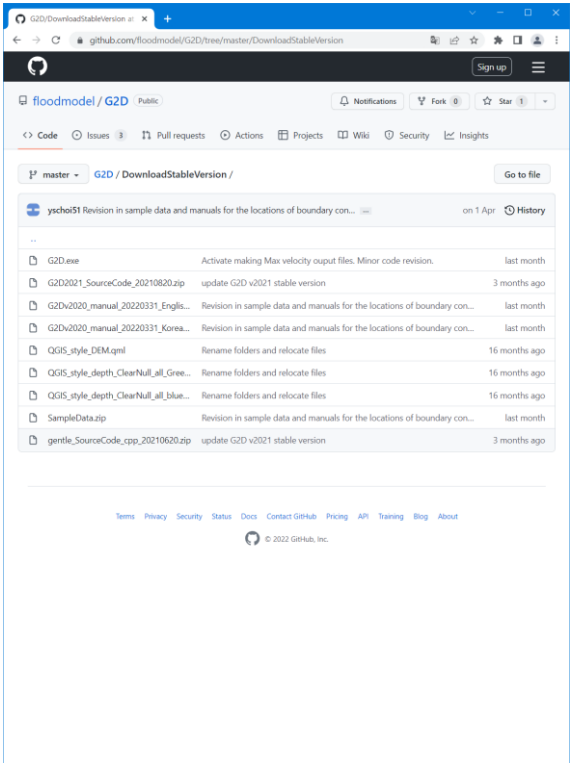 G2D/DownloadStableVersion at
github.com/floodmodel/G2D/tree/master/DownloadStableVersion
Sign up
floodmodel / G2D Public
Notifications Fork 0 Star 1
Code Issues 3 Pull requests Actions Projects Wiki Security Insights
master G2D / DownloadStableVersion / Go to file
yschoi51 Revision in sample data and manuals for the locations of boundary con... on 1 Apr History
..
G2D.exe Activate making Max velocity ouput files. Minor code revision. last month
G2D2021_SourceCode_20210820.zip update G2D v2021 stable version 3 months ago
G2Dv2020_manual_20220331_Englis... Revision in sample data and manuals for the locations of boundary con... last month
G2Dv2020_manual_20220331_Korea... Revision in sample data and manuals for the locations of boundary con... last month
QGIS_style_DEM.qml Rename folders and relocate files 16 months ago
QGIS_style_depth_ClearNull_all_Gree... Rename folders and relocate files 16 months ago
QGIS_style_depth_ClearNull_all_blue... Rename folders and relocate files 16 months ago
SampleData.zip Revision in sample data and manuals for the locations of boundary con... last month
gentle_SourceCode_cpp_20210620.zip update G2D v2021 stable version 3 months ago
Terms Privacy Security Status Docs Contact GitHub Pricing API Training Blog About
© 2022 GitHub, Inc.